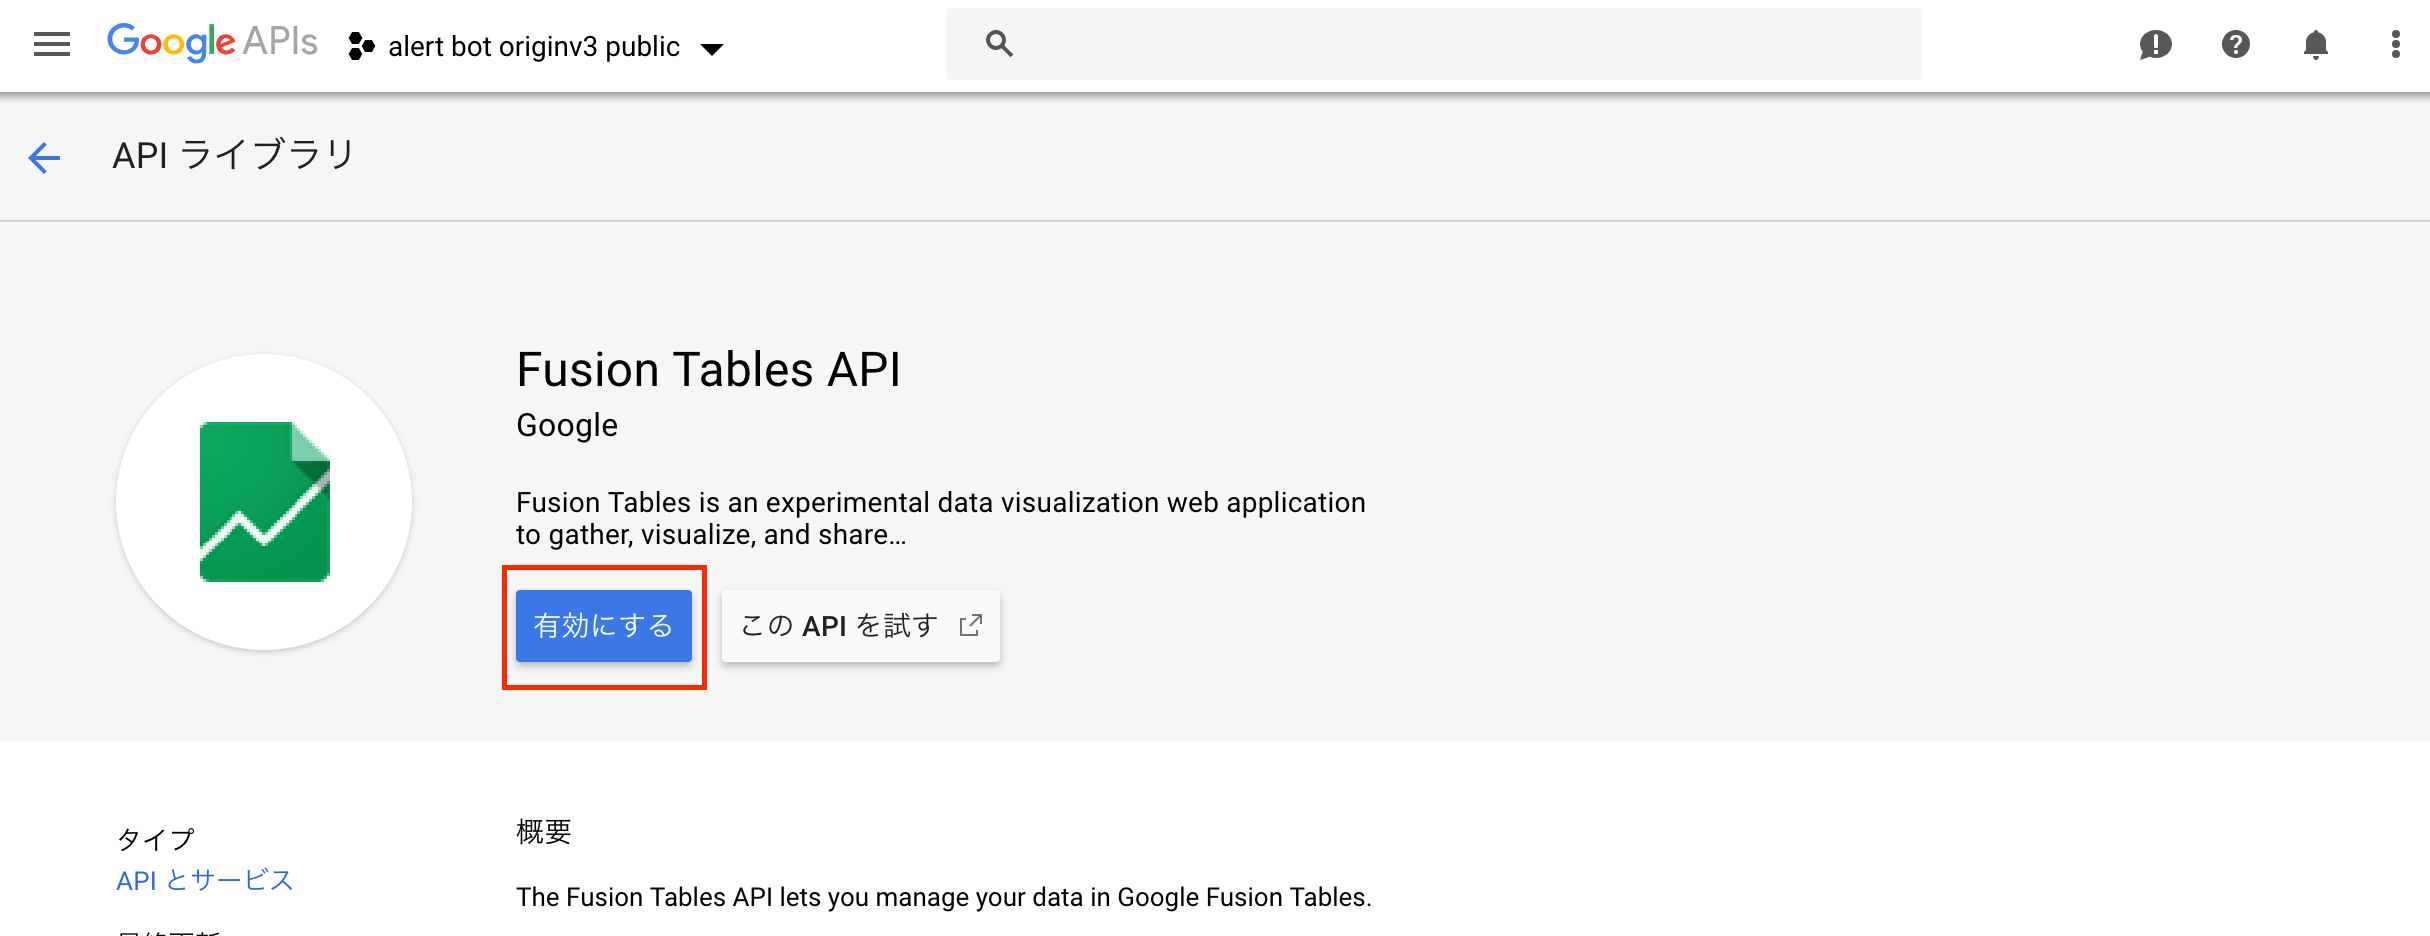 Google APIs alert bot originv3 public
API ライブラリ
Fusion Tables API
Google
Fusion Tables is an experimental data visualization web application
to gather, visualize, and share…
有効にする この API を試す
タイプ
API とサービス
概要
The Fusion Tables API lets you manage your data in Google Fusion Tables.